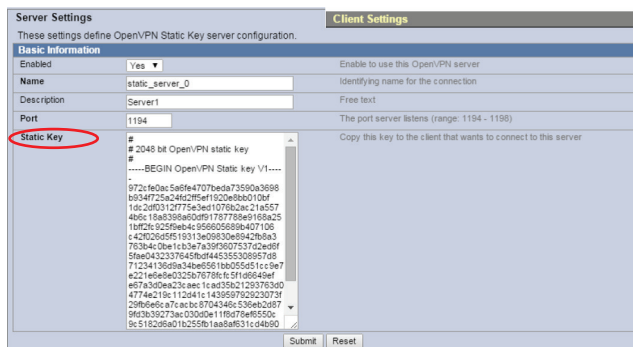 Server Settings
Client Settings
These settings define OpenVPN Static Key server configuration.
Basic Information
Enabled Yes Enable to use this OpenVPN server
Name static_server_0 Identifying name for the connection
Description Server1 Free text
Port 1194 The port server listens (range: 1194 - 1198)
Static Key Copy this key to the client that wants to connect to this server
#
# 2048 bit OpenVPN static key
#
-----BEGIN OpenVPN Static key V1----
-
972cfe0ac5a6fe4707beda73590a3698
b934f725a24fd2ff5ef1920e8bb010bf
1dc2df0312f775e3ed1076b2ac21a557
4b6c18a8398a60df91787788e9168a25
1bff2fc925f9eb4c956605689b407106
c42f026d5f519313e09830e8942fb8a3
763b4c0be1cb3e7a39f3607537d2ed6f
5fae0432337645fbdf445355308957d8
71234136d9a34be6561bb055d51cc9e7
e221e6e8e0325b7678fcfc5f1d6649ef
e67a3d0ea23caec1cad35b21293763d0
4774e219c112d41c143959792923073f
29fb6e6ca7cacbc8704346c536eb2d87
9fd3b39273ac030d0e11f8d78ef6550c
9c5182d6a01b255fb1aa8af631cd4b90
Submit Reset